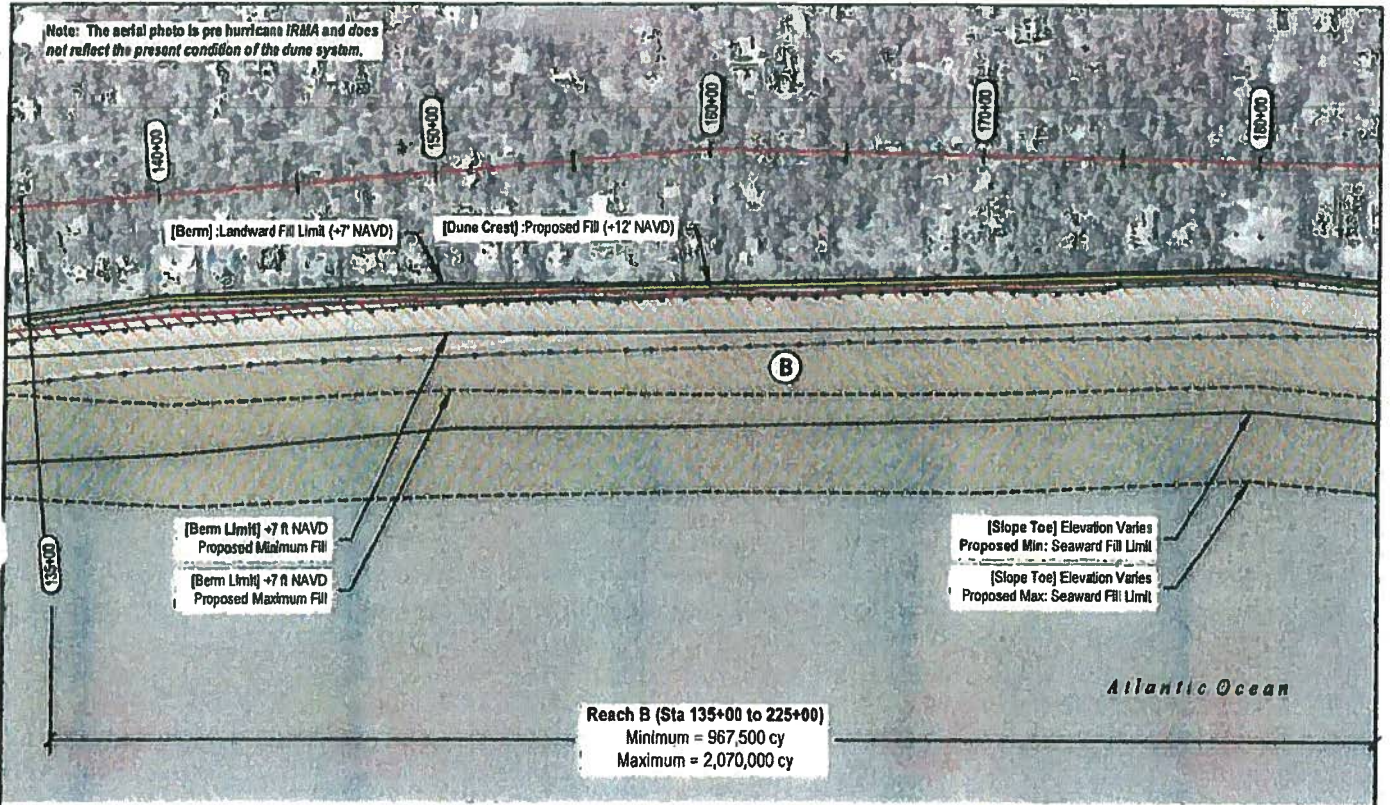 Note: The aerial photo is pre hurricane IRMA and does
not reflect the present condition of the dune system.
140+00
150+00
160+00
170+00
180+00
[Berm] :Landward Fill Limit (+7' NAVD)
[Dune Crest] :Proposed Fill (+12' NAVD)
B
135+00
[Berm Limit] +7 ft NAVD
Proposed Minimum Fill
[Berm Limit] +7 ft NAVD
Proposed Maximum Fill
[Slope Toe] Elevation Varies
Proposed Min: Seaward Fill Limit
[Slope Toe] Elevation Varies
Proposed Max: Seaward Fill Limit
Atlantic Ocean
Reach B (Sta 135+00 to 225+00)
Minimum = 967,500 cy
Maximum = 2,070,000 cy